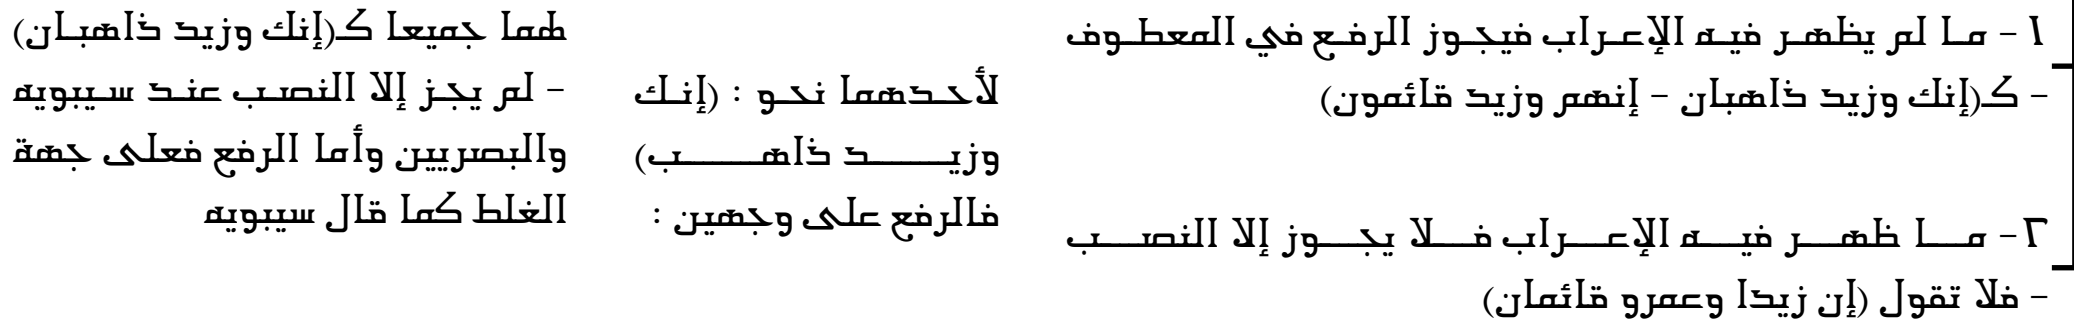 ١- ما لم يظهر فيه الإعراب فيجوز الرفع في المعطوف
- كـ(إنك وزيد ذاهبان - إنهم وزيد قائمون)
٢- ما ظهر فيه الإعراب فلا يجوز إلا النصب
- فلا تقول (إن زيدا وعمرو قائمان)
لأحدهما نحو : (إنك
وزيد ذاهب)
فالرفع على وجهين :
لهما جميعا كـ(إنك وزيد ذاهبان)
- لم يجز إلا النصب عند سيبويه
والبصريين وأما الرفع فعلى جهة
الغلط كما قال سيبويه